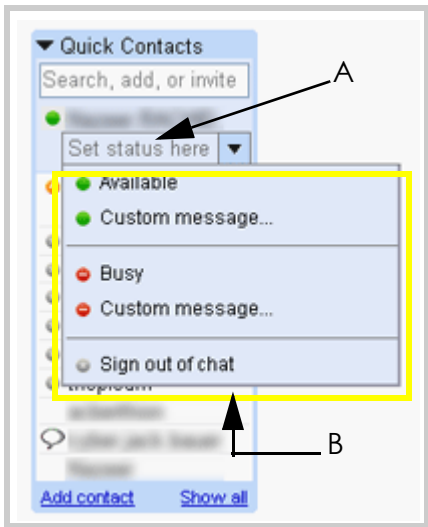 Quick Contacts
Search, add, or invite
A
Set status here
Available
Custom message...
Busy
Custom message...
Sign out of chat
B
Add contact Show all